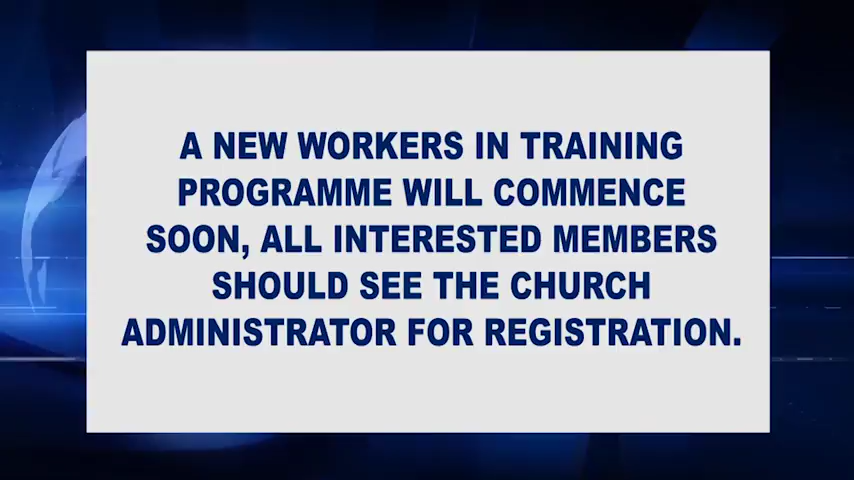 A NEW WORKERS IN TRAINING
PROGRAMME WILL COMMENCE
SOON, ALL INTERESTED MEMBERS
SHOULD SEE THE CHURCH
ADMINISTRATOR FOR REGISTRATION.